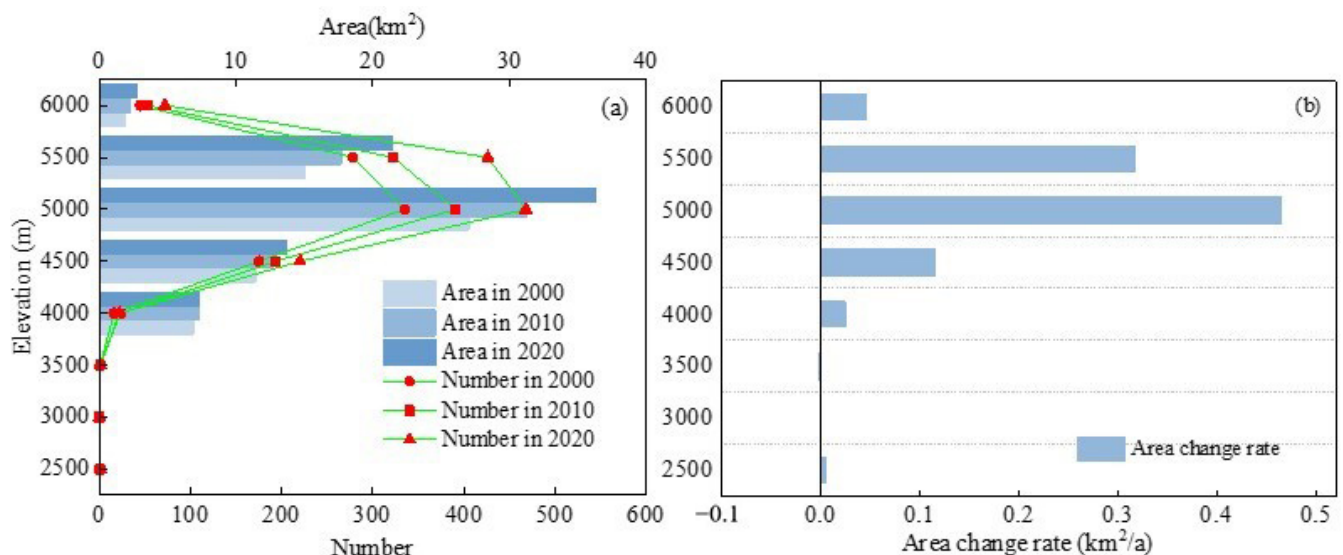 Area(km²)
0 10 20 30 40
6000
5500
5000
4500
4000
3500
3000
2500
Elevation (m)
(a)
Area in 2000
Area in 2010
Area in 2020
Number in 2000
Number in 2010
Number in 2020
0 100 200 300 400 500 600
Number
(b)
6000
5500
5000
4500
4000
3500
3000
2500
Area change rate
−0.1 0.0 0.1 0.2 0.3 0.4 0.5
Area change rate (km²/a)